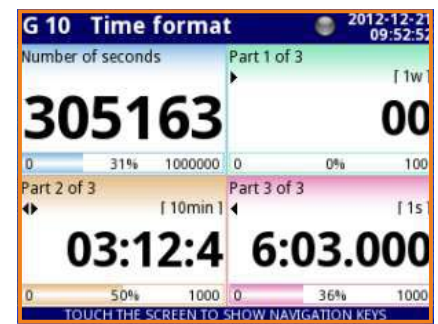 G 10 Time format
2012-12-21
09:52:52
Number of seconds
305163
0 31% 1000000
Part 1 of 3
[ 1w ]
00
0 0% 100
Part 2 of 3
[ 10min ]
03:12:4
0 50% 1000
Part 3 of 3
[ 1s ]
6:03.000
0 36% 1000
TOUCH THE SCREEN TO SHOW NAVIGATION KEYS